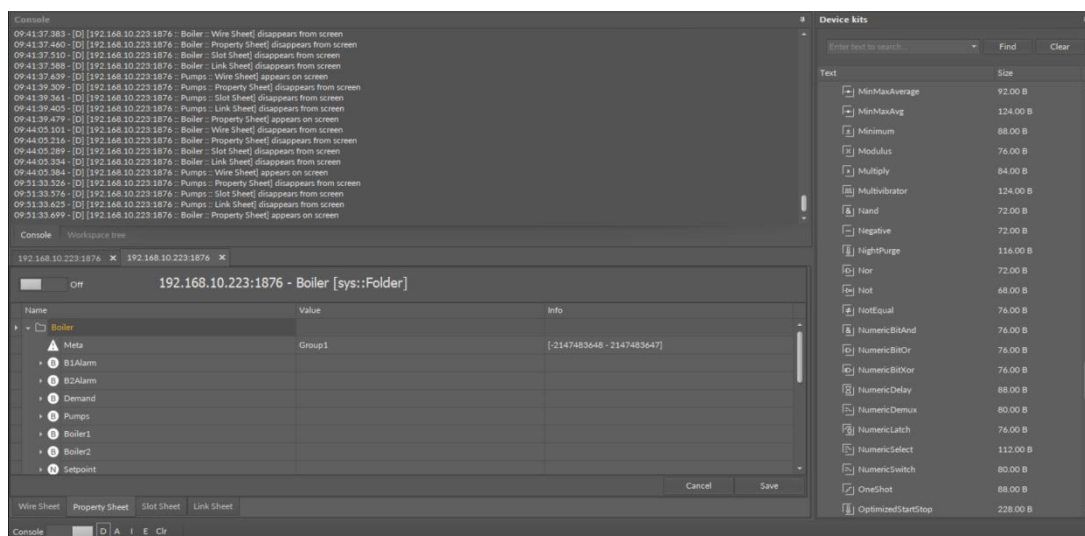 Console
09:41:37.383 - [D] [192.168.10.223:1876 :: Boiler :: Wire Sheet] disappears from screen
09:41:37.460 - [D] [192.168.10.223:1876 :: Boiler :: Property Sheet] disappears from screen
09:41:37.510 - [D] [192.168.10.223:1876 :: Boiler :: Slot Sheet] disappears from screen
09:41:37.588 - [D] [192.168.10.223:1876 :: Boiler :: Link Sheet] disappears from screen
09:41:37.639 - [D] [192.168.10.223:1876 :: Pumps :: Wire Sheet] appears on screen
09:41:39.309 - [D] [192.168.10.223:1876 :: Pumps :: Property Sheet] disappears from screen
09:41:39.361 - [D] [192.168.10.223:1876 :: Pumps :: Slot Sheet] disappears from screen
09:41:39.405 - [D] [192.168.10.223:1876 :: Pumps :: Link Sheet] disappears from screen
09:41:39.479 - [D] [192.168.10.223:1876 :: Boiler :: Property Sheet] appears on screen
09:44:05.101 - [D] [192.168.10.223:1876 :: Boiler :: Wire Sheet] disappears from screen
09:44:05.216 - [D] [192.168.10.223:1876 :: Boiler :: Property Sheet] disappears from screen
09:44:05.289 - [D] [192.168.10.223:1876 :: Boiler :: Slot Sheet] disappears from screen
09:44:05.334 - [D] [192.168.10.223:1876 :: Boiler :: Link Sheet] disappears from screen
09:44:05.384 - [D] [192.168.10.223:1876 :: Pumps :: Wire Sheet] appears on screen
09:51:33.526 - [D] [192.168.10.223:1876 :: Pumps :: Property Sheet] disappears from screen
09:51:33.576 - [D] [192.168.10.223:1876 :: Pumps :: Slot Sheet] disappears from screen
09:51:33.625 - [D] [192.168.10.223:1876 :: Pumps :: Link Sheet] disappears from screen
09:51:33.699 - [D] [192.168.10.223:1876 :: Boiler :: Property Sheet] appears on screen
Console Workspace tree
192.168.10.223:1876 192.168.10.223:1876
Off 192.168.10.223:1876 - Boiler [sys::Folder]
Name Value Info
Boiler
Meta Group1 [-2147483648 - 2147483647]
B B1Alarm
B B2Alarm
B Demand
B Pumps
B Boiler1
B Boiler2
N Setpoint
Cancel Save
Wire Sheet Property Sheet Slot Sheet Link Sheet
Console D A I E Clr
Device kits
Enter text to search... Find Clear
Text Size
MinMaxAverage 92.00 B
MinMaxAvg 124.00 B
Minimum 88.00 B
Modulus 76.00 B
Multiply 84.00 B
Multivibrator 124.00 B
Nand 72.00 B
Negative 72.00 B
NightPurge 116.00 B
Nor 72.00 B
Not 68.00 B
NotEqual 76.00 B
NumericBitAnd 76.00 B
NumericBitOr 76.00 B
NumericBitXor 76.00 B
NumericDelay 88.00 B
NumericDemux 80.00 B
NumericLatch 76.00 B
NumericSelect 112.00 B
NumericSwitch 80.00 B
OneShot 88.00 B
OptimizedStartStop 228.00 B